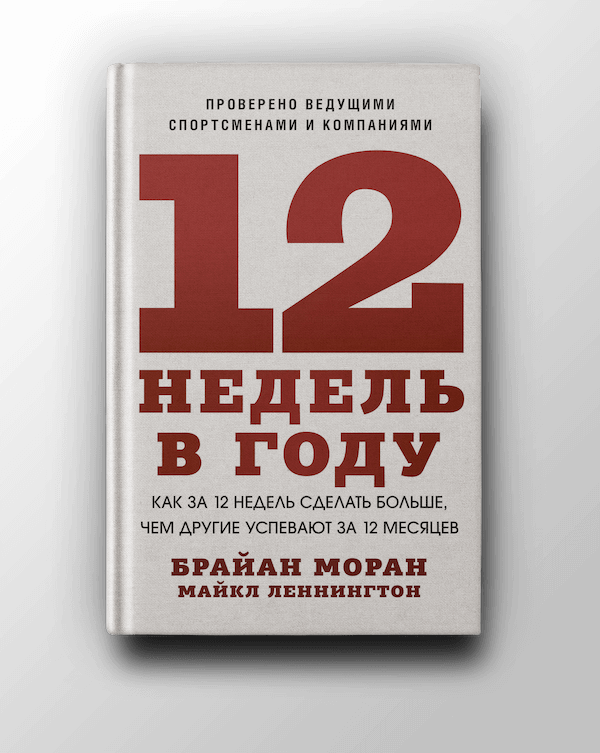 ПРОВЕРЕНО ВЕДУЩИМИ
СПОРТСМЕНАМИ И КОМПАНИЯМИ
12
НЕДЕЛЬ
В ГОДУ
КАК ЗА 12 НЕДЕЛЬ СДЕЛАТЬ БОЛЬШЕ,
ЧЕМ ДРУГИЕ УСПЕВАЮТ ЗА 12 МЕСЯЦЕВ
БРАЙАН МОРАН
МАЙКЛ ЛЕННИНГТОН